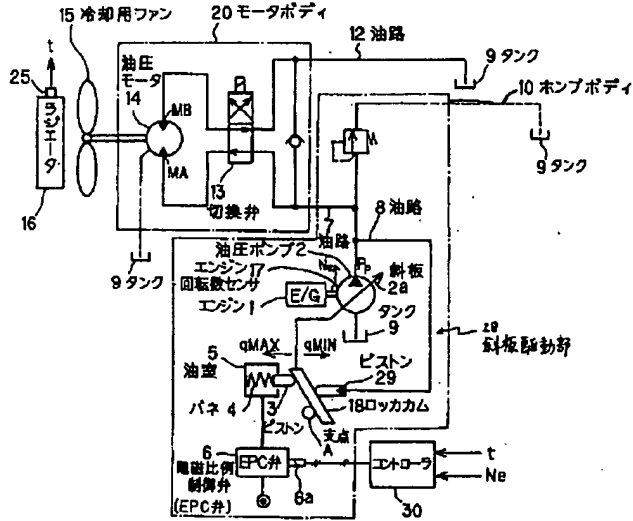 15 冷却用ファン
20 モータボディ
12 油路
9 タンク
10 ホンプボディ
9 タンク
t
25
ラジエータ
16
油圧
モータ
14
MB
MA
13
切換弁
7
油路
8 油路
9 タンク
油圧ポンプ2
Pp
斜板
2a
エンジン17
回転数センサ
Ne
エンジン1
E/G
タンク
9
斜板駆動部
qMAX
qMIN
5
油室
バネ 4
3
ピストン
ピストン
29
18ロッカカム
支点
A
6
電磁比例
制御弁
(EPC弁)
EPC弁
6a
コントローラ
30
t
Ne